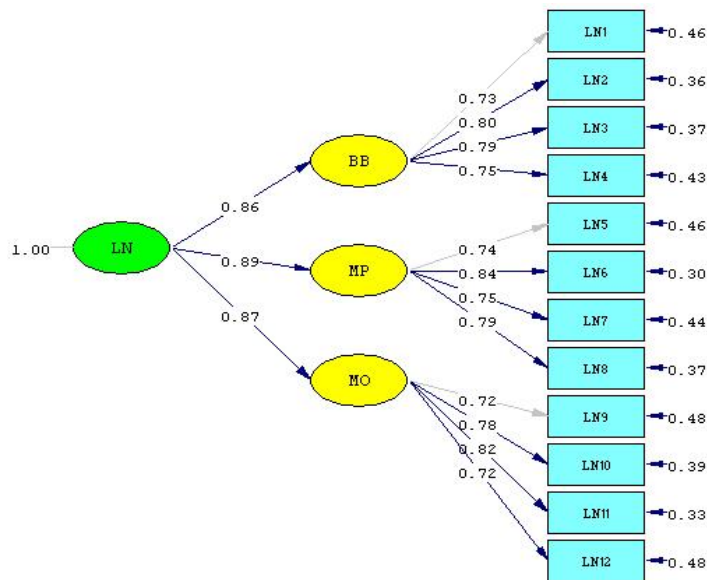 LN1
0.46
0.73
LN2
0.36
0.80
LN3
0.37
0.79
BB
LN4
0.43
0.75
0.86
LN5
0.46
1.00
LN
0.74
0.89
MP
0.84
LN6
0.30
0.75
0.87
LN7
0.44
0.79
LN8
0.37
MO
0.72
LN9
0.48
0.78
0.82
LN10
0.39
0.72
LN11
0.33
LN12
0.48